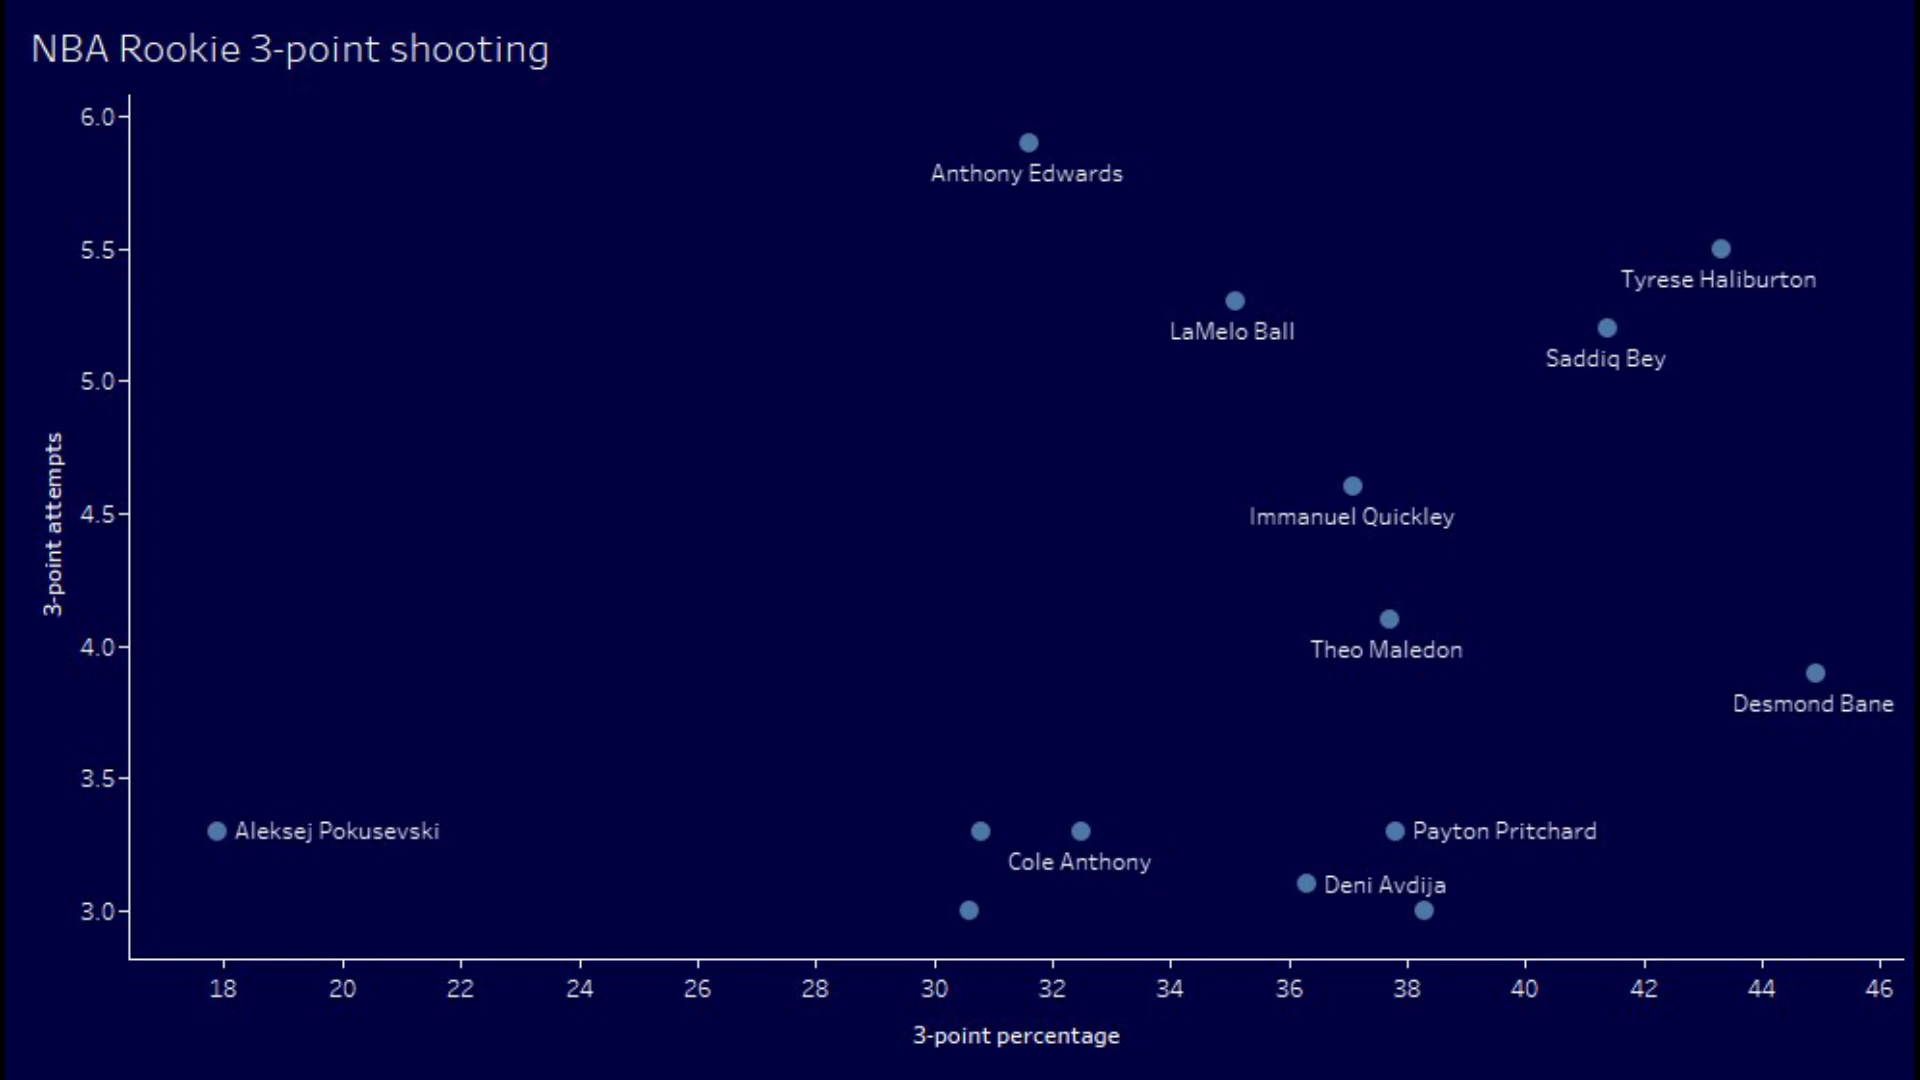 NBA Rookie 3-point shooting
6.0
Anthony Edwards
5.5
Tyrese Haliburton
LaMelo Ball
Saddiq Bey
5.0
3-point attempts
4.5
Immanuel Quickley
4.0
Theo Maledon
Desmond Bane
3.5
Aleksej Pokusevski
Payton Pritchard
Cole Anthony
Deni Avdija
3.0
18 20 22 24 26 28 30 32 34 36 38 40 42 44 46
3-point percentage